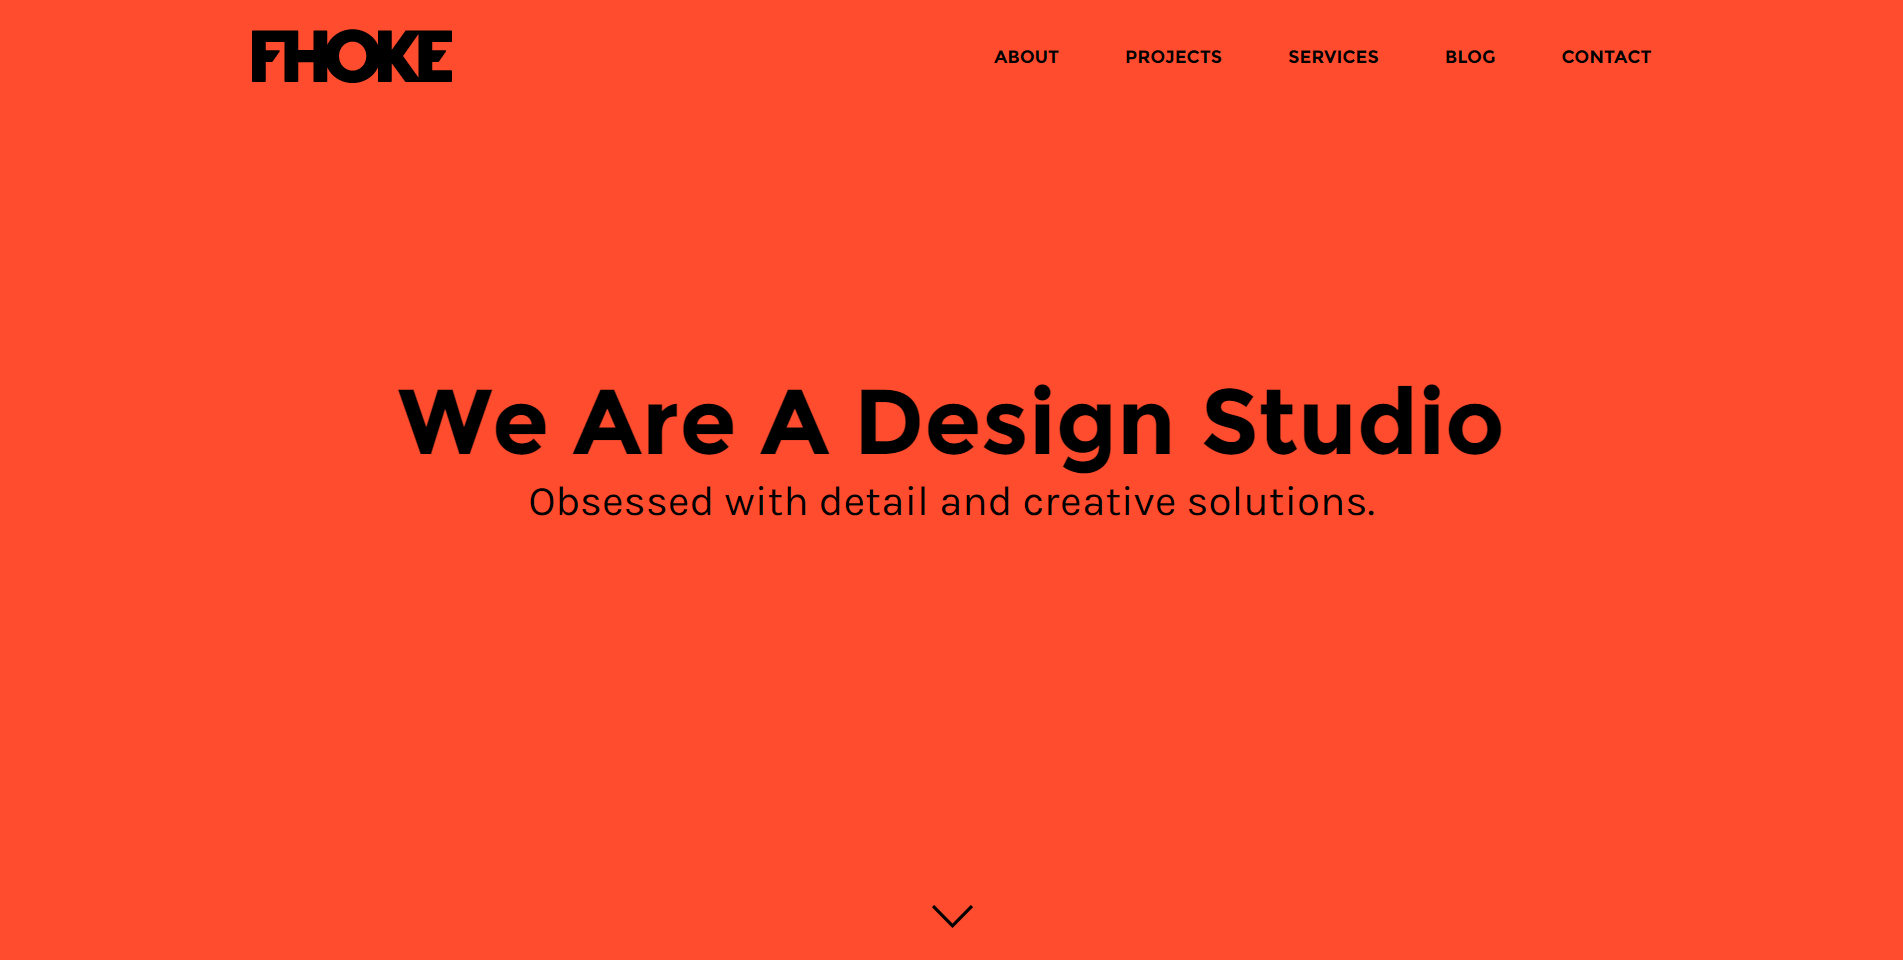 FHOKE
ABOUT PROJECTS SERVICES BLOG CONTACT
We Are A Design Studio
Obsessed with detail and creative solutions.